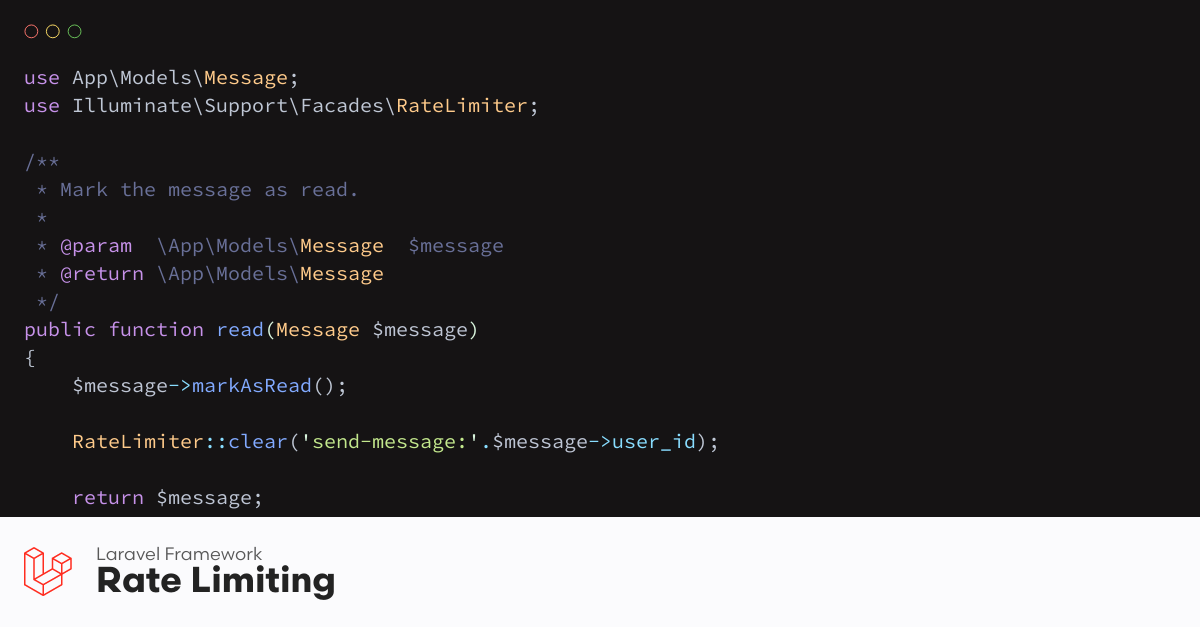 use App\Models\Message;
use Illuminate\Support\Facades\RateLimiter;

/**
 * Mark the message as read.
 *
 * @param  \App\Models\Message  $message
 * @return \App\Models\Message
 */
public function read(Message $message)
{
    $message->markAsRead();

    RateLimiter::clear('send-message:'.$message->user_id);

    return $message;
Laravel Framework
Rate Limiting